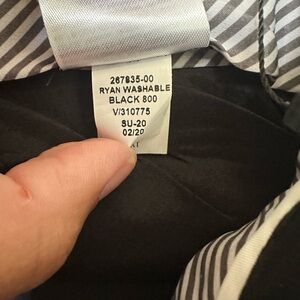 267835-00
RYAN WASHABLE
BLACK 800
V/310775
SU-20
02/20